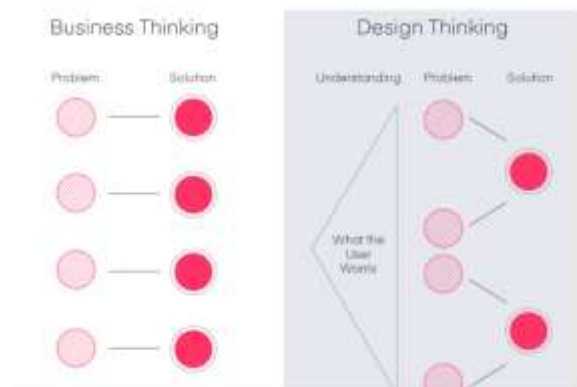 Business Thinking
Problem
Solution
Design Thinking
Understanding
Problem
Solution
What the
User
Wants